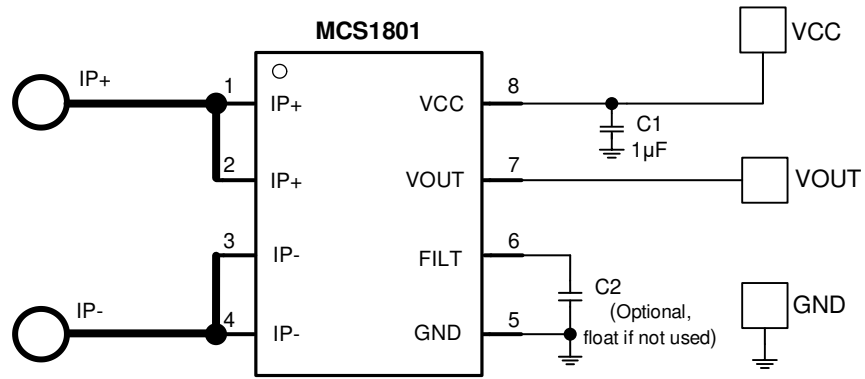 MCS1801
VCC
IP+
1
IP+
VCC
8
C1
1µF
2
IP+
VOUT
7
VOUT
3
IP-
FILT
6
C2
(Optional,
float if not used)
IP-
4
IP-
GND
5
GND